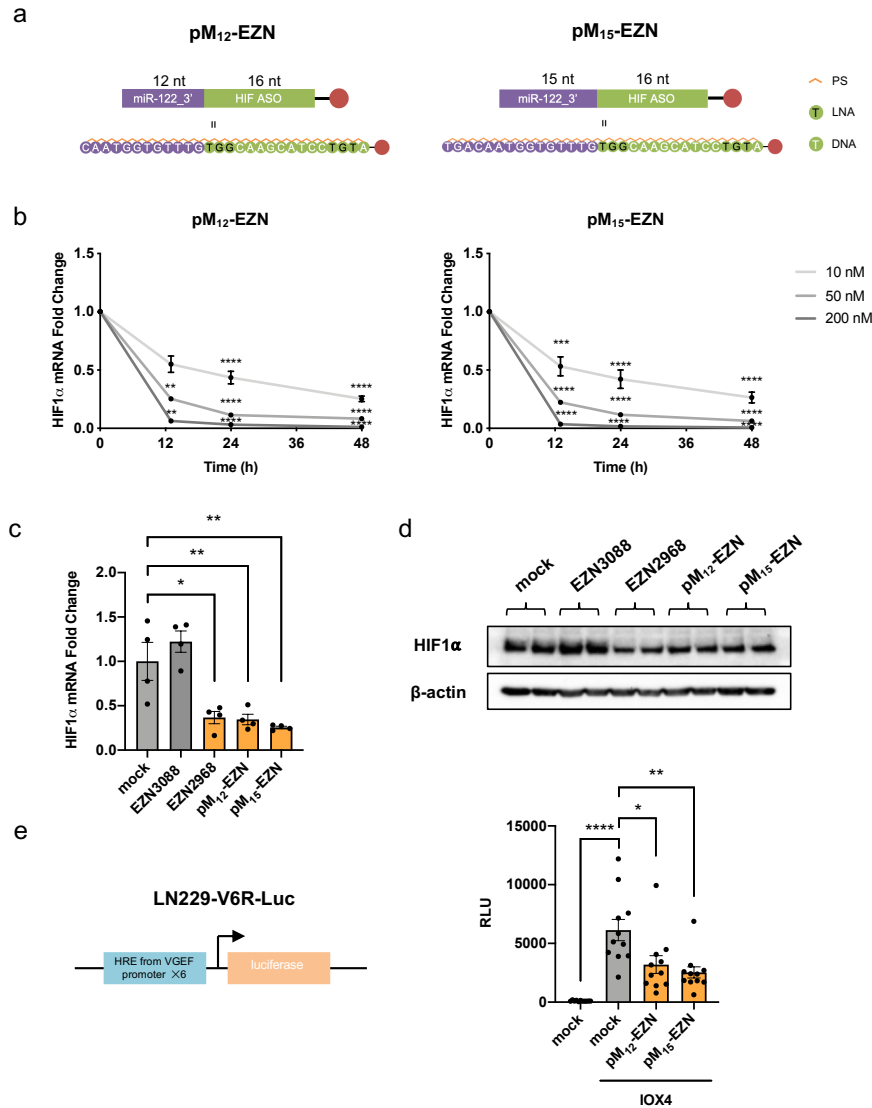 a
pM₁₂-EZN
pM₁₅-EZN
12 nt 16 nt
miR-122_3' HIF ASO
=
CAATGGTGTTTGTGGCAAGCATCCTGTA
15 nt 16 nt
miR-122_3' HIF ASO
=
TGACAATGGTGTTTGTGGCAAGCATCCTGTA
PS
T LNA
T DNA
b
pM₁₂-EZN
HIF1α mRNA Fold Change
1.5
1.0
0.5
0.0
** ** **** **** **** **** **** ****
0 12 24 36 48
Time (h)
pM₁₅-EZN
HIF1α mRNA Fold Change
1.5
1.0
0.5
0.0
*** **** **** **** **** **** **** **** ****
0 12 24 36 48
Time (h)
10 nM
50 nM
200 nM
c
HIF1α mRNA Fold Change
2.0
1.5
1.0
0.5
0.0
**
**
*
mock EZN3088 EZN2968 pM₁₂-EZN pM₁₅-EZN
d
mock EZN3088 EZN2968 pM₁₂-EZN pM₁₅-EZN
HIF1α
β-actin
e
LN229-V6R-Luc
HRE from VGEF
promoter ×6
luciferase
RLU
15000
10000
5000
0
**
*
****
mock mock pM₁₂-EZN pM₁₅-EZN
IOX4